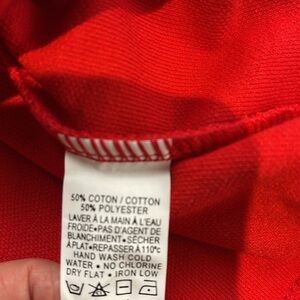 50% COTON / COTTON
50% POLYESTER
LAVER À LA MAIN À L'EAU
FROIDE•PAS D'AGENT DE
BLANCHIMENT•SÉCHER
À PLAT•REPASSER À 110°C
HAND WASH COLD
WATER • NO CHLORINE
DRY FLAT • IRON LOW